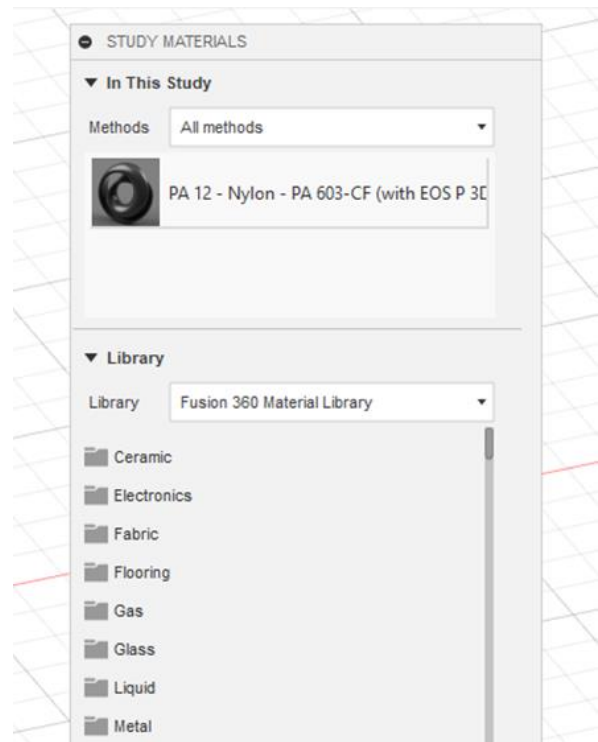 STUDY MATERIALS
In This Study
Methods All methods
PA 12 - Nylon - PA 603-CF (with EOS P 3D
Library
Library Fusion 360 Material Library
Ceramic
Electronics
Fabric
Flooring
Gas
Glass
Liquid
Metal